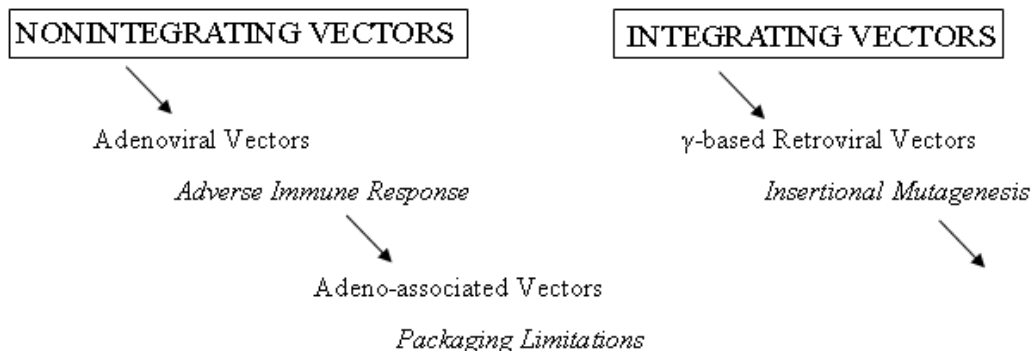 NONINTEGRATING VECTORS
Adenoviral Vectors
Adverse Immune Response
Adeno-associated Vectors
Packaging Limitations
INTEGRATING VECTORS
γ-based Retroviral Vectors
Insertional Mutagenesis